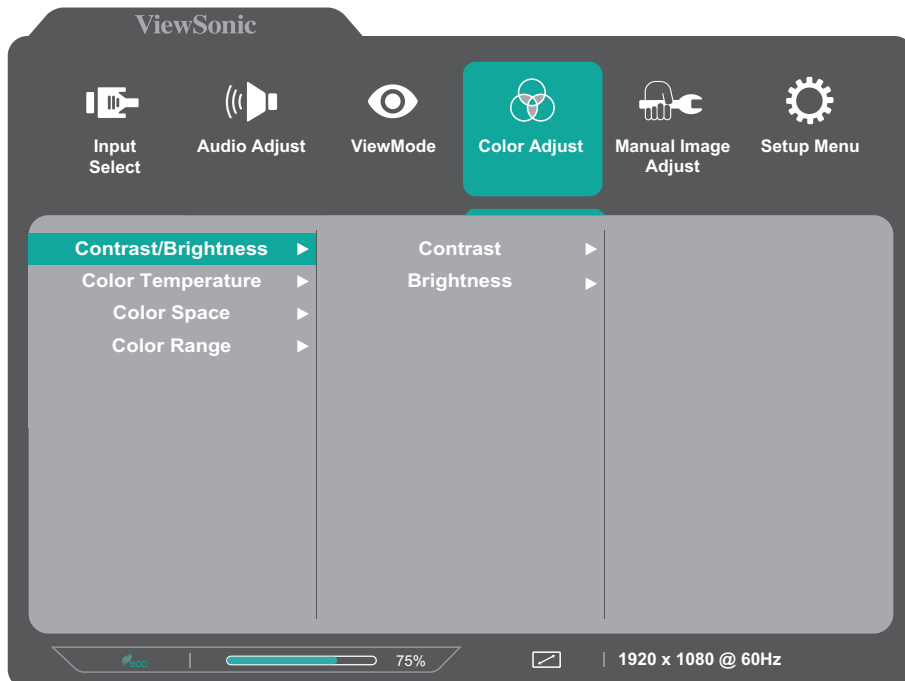 ViewSonic
Input
Select
Audio Adjust
ViewMode
Color Adjust
Manual Image
Adjust
Setup Menu
Contrast/Brightness
Color Temperature
Color Space
Color Range
Contrast
Brightness
eco
75%
1920 x 1080 @ 60Hz